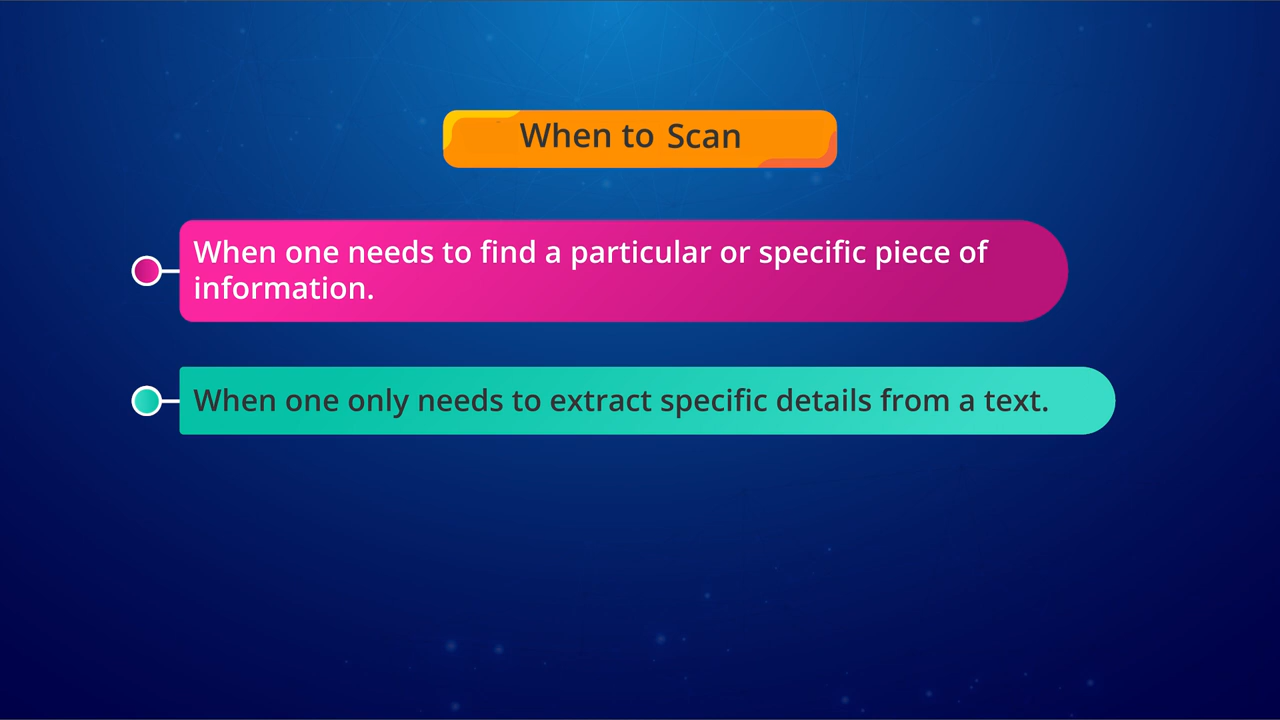 When to Scan
When one needs to find a particular or specific piece of
information.
When one only needs to extract specific details from a text.